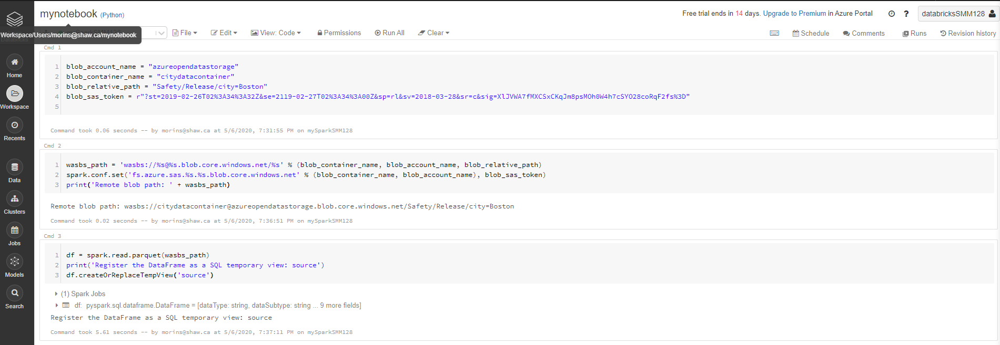 mynotebook (Python)
Free trial ends in 14 days. Upgrade to Premium in Azure Portal
? databricksSMM128
Workspace/Users/morins@shaw.ca/mynotebook
File Edit View: Code Permissions Run All Clear
Schedule Comments Runs Revision history
Home
Workspace
Recents
Data
Clusters
Jobs
Models
Search
Cmd 1
1 blob_account_name = "azureopendatastorage"
2 blob_container_name = "citydatacontainer"
3 blob_relative_path = "Safety/Release/city=Boston"
4 blob_sas_token = r"?st=2019-02-26T02%3A34%3A32Z&se=2119-02-27T02%3A34%3A00Z&sp=rl&sv=2018-03-28&sr=c&sig=XlJVWA7fMXCSxCKqJm8psMOh0W4h7cSYO28coRqF2fs%3D"
5
Command took 0.06 seconds -- by morins@shaw.ca at 5/6/2020, 7:31:55 PM on mySparkSMM128
Cmd 2
1 wasbs_path = 'wasbs://%s@%s.blob.core.windows.net/%s' % (blob_container_name, blob_account_name, blob_relative_path)
2 spark.conf.set('fs.azure.sas.%s.%s.blob.core.windows.net' % (blob_container_name, blob_account_name), blob_sas_token)
3 print('Remote blob path: ' + wasbs_path)
Remote blob path: wasbs://citydatacontainer@azureopendatastorage.blob.core.windows.net/Safety/Release/city=Boston
Command took 0.02 seconds -- by morins@shaw.ca at 5/6/2020, 7:36:51 PM on mySparkSMM128
Cmd 3
1 df = spark.read.parquet(wasbs_path)
2 print('Register the DataFrame as a SQL temporary view: source')
3 df.createOrReplaceTempView('source')
(1) Spark Jobs
df: pyspark.sql.dataframe.DataFrame = [dataType: string, dataSubtype: string ... 9 more fields]
Register the DataFrame as a SQL temporary view: source
Command took 5.61 seconds -- by morins@shaw.ca at 5/6/2020, 7:37:11 PM on mySparkSMM128